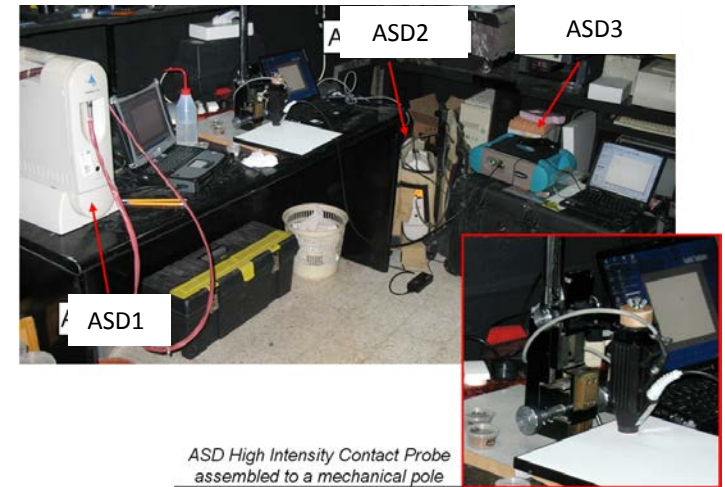 ASD2
ASD3
ASD1
ASD High Intensity Contact Probe
assembled to a mechanical pole